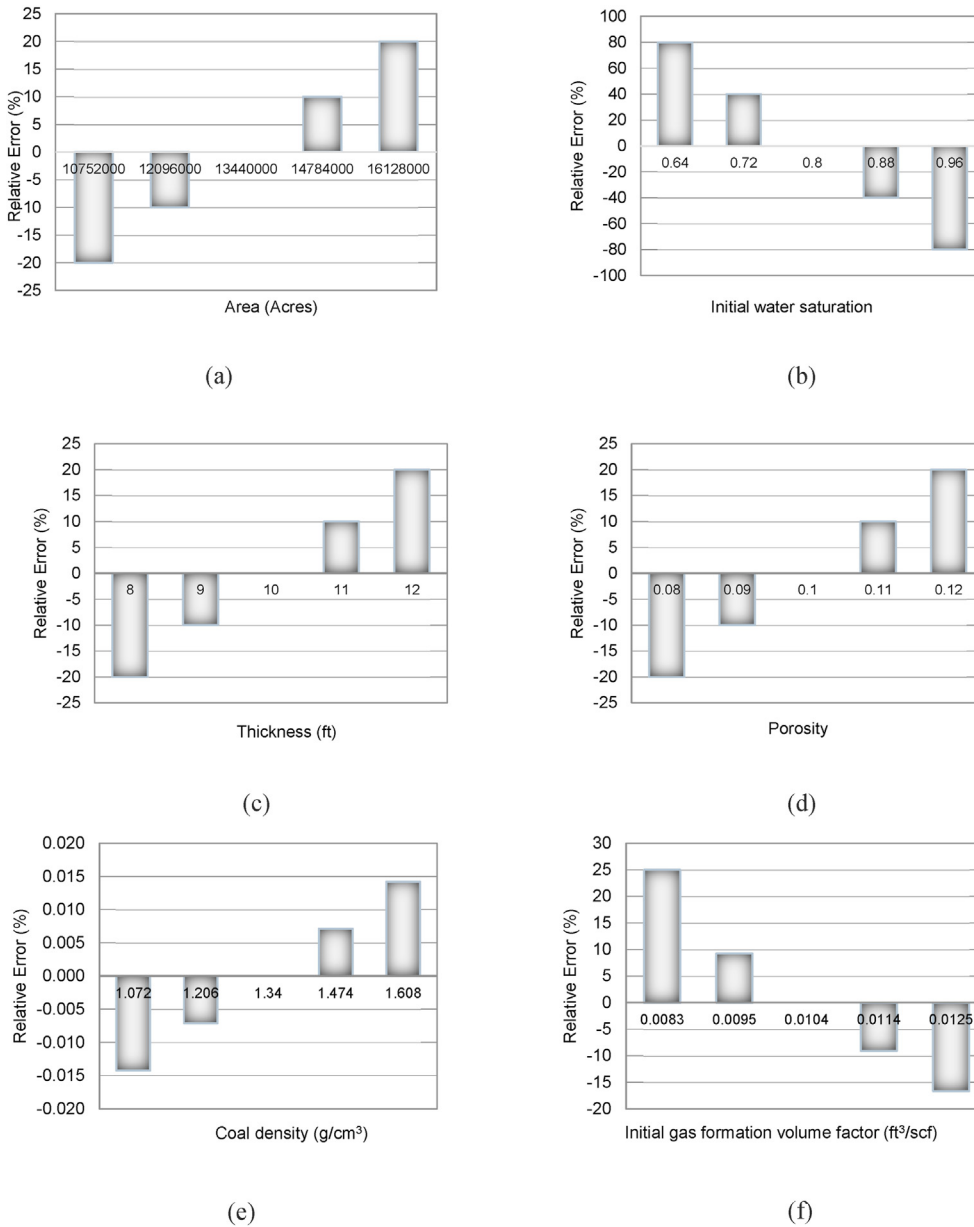 25
20
15
10
5
0
-5
-10
-15
-20
-25
Relative Error (%)
10752000 12096000 13440000 14784000 16128000
Area (Acres)
(a)
100
80
60
40
20
0
-20
-40
-60
-80
-100
Relative Error (%)
0.64 0.72 0.8 0.88 0.96
Initial water saturation
(b)
25
20
15
10
5
0
-5
-10
-15
-20
-25
Relative Error (%)
8 9 10 11 12
Thickness (ft)
(c)
25
20
15
10
5
0
-5
-10
-15
-20
-25
Relative Error (%)
0.08 0.09 0.1 0.11 0.12
Porosity
(d)
0.020
0.015
0.010
0.005
0.000
-0.005
-0.010
-0.015
-0.020
Relative Error (%)
1.072 1.206 1.34 1.474 1.608
Coal density (g/cm³)
(e)
30
25
20
15
10
5
0
-5
-10
-15
-20
Relative Error (%)
0.0083 0.0095 0.0104 0.0114 0.0125
Initial gas formation volume factor (ft³/scf)
(f)